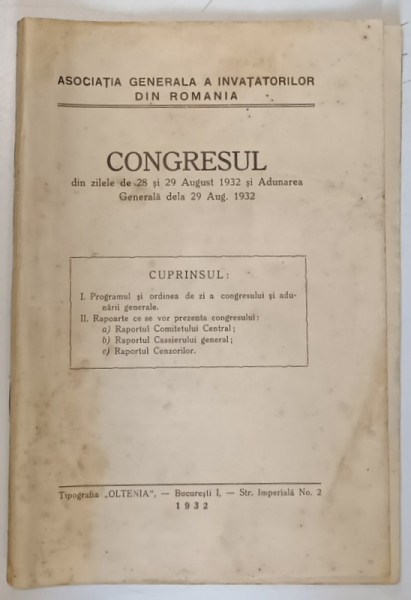 ASOCIAȚIA GENERALA A INVAȚATORILOR
DIN ROMANIA
CONGRESUL
din zilele de 28 și 29 August 1932 și Adunarea
Generală dela 29 Aug. 1932
CUPRINSUL:
I. Programul și ordinea de zi a congresului și adu-
nării generale.
II. Rapoarte ce se vor prezenta congresului:
a) Raportul Comitetului Central;
b) Raportul Cassierului general;
c) Raportul Cenzorilor.
Tipografia „OLTENIA", — București I, — Str. Imperială No. 2
1932